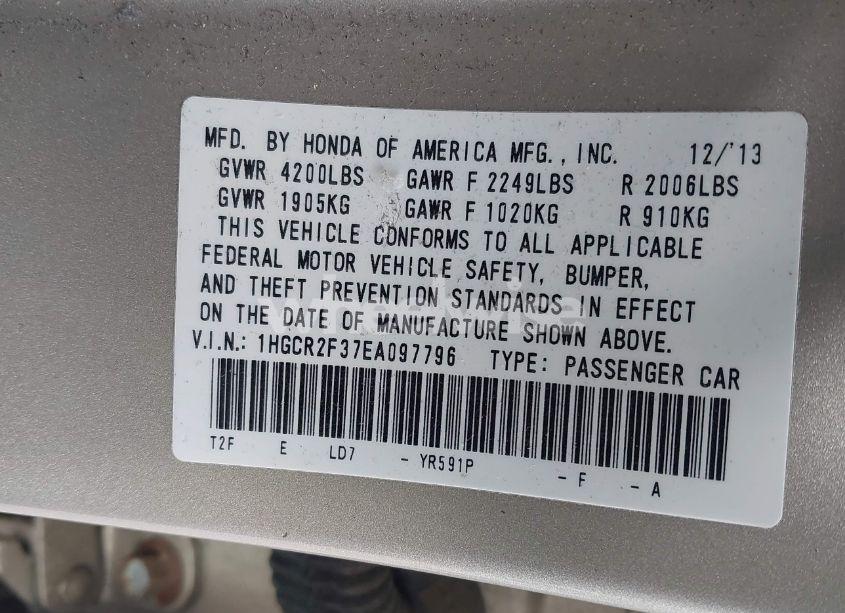 MFD. BY HONDA OF AMERICA MFG., INC. 12/'13
GVWR 4200LBS GAWR F 2249LBS R 2006LBS
GVWR 1905KG GAWR F 1020KG R 910KG
THIS VEHICLE CONFORMS TO ALL APPLICABLE
FEDERAL MOTOR VEHICLE SAFETY, BUMPER,
AND THEFT PREVENTION STANDARDS IN EFFECT
ON THE DATE OF MANUFACTURE SHOWN ABOVE.
V.I.N.: 1HGCR2F37EA097796 TYPE: PASSENGER CAR
T2F E LD7 - YR591P - F - A